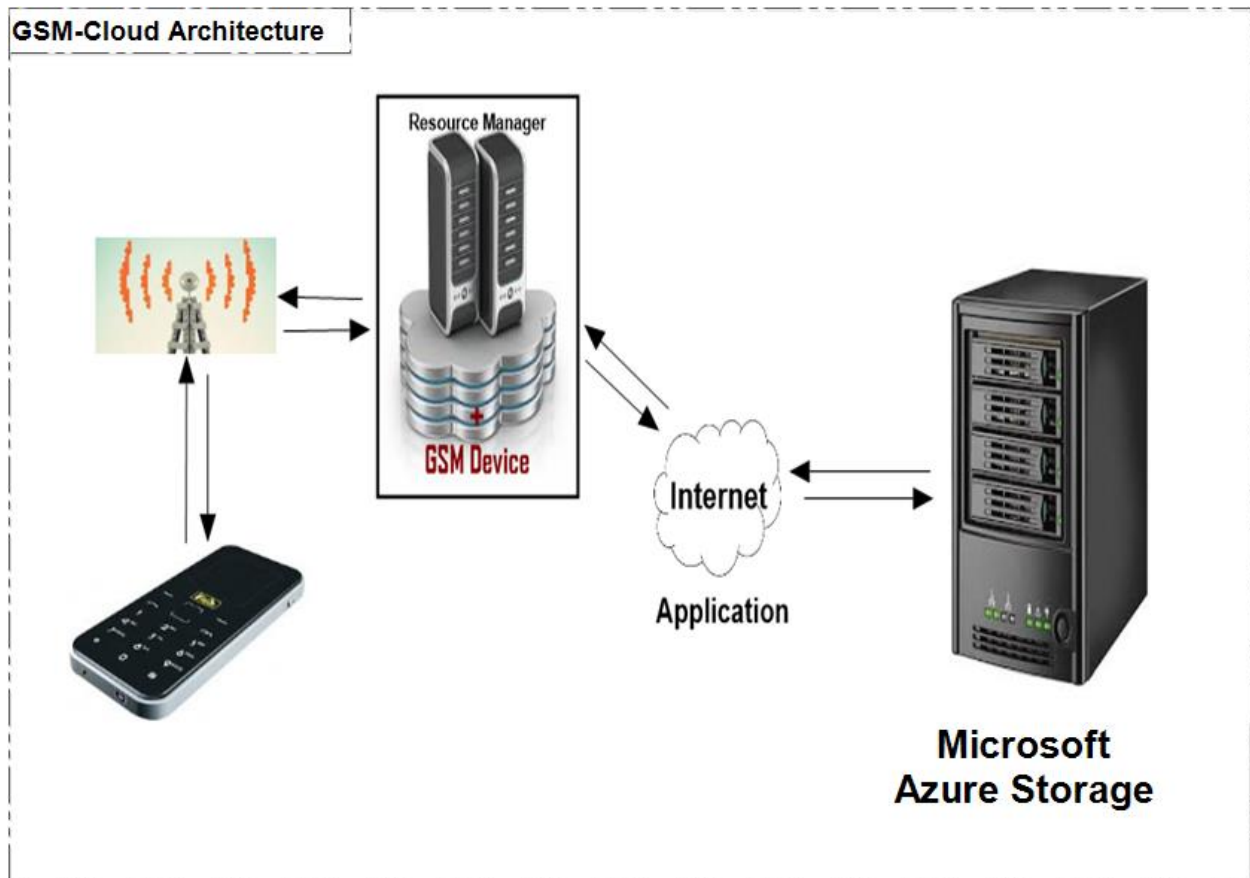 GSM-Cloud Architecture
Resource Manager
+
GSM Device
Internet
Application
Microsoft
Azure Storage